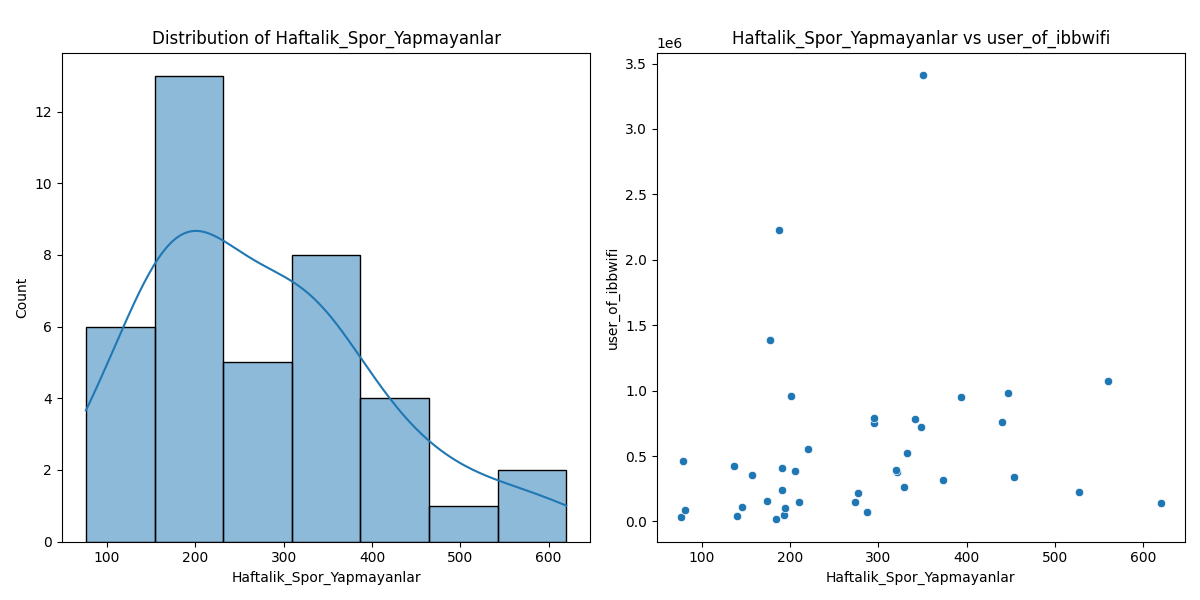 Distribution of Haftalik_Spor_Yapmayanlar
12
10
8
6
4
2
0
Count
100 200 300 400 500 600
Haftalik_Spor_Yapmayanlar
Haftalik_Spor_Yapmayanlar vs user_of_ibbwifi
1e6
3.5
3.0
2.5
2.0
1.5
1.0
0.5
0.0
user_of_ibbwifi
100 200 300 400 500 600
Haftalik_Spor_Yapmayanlar